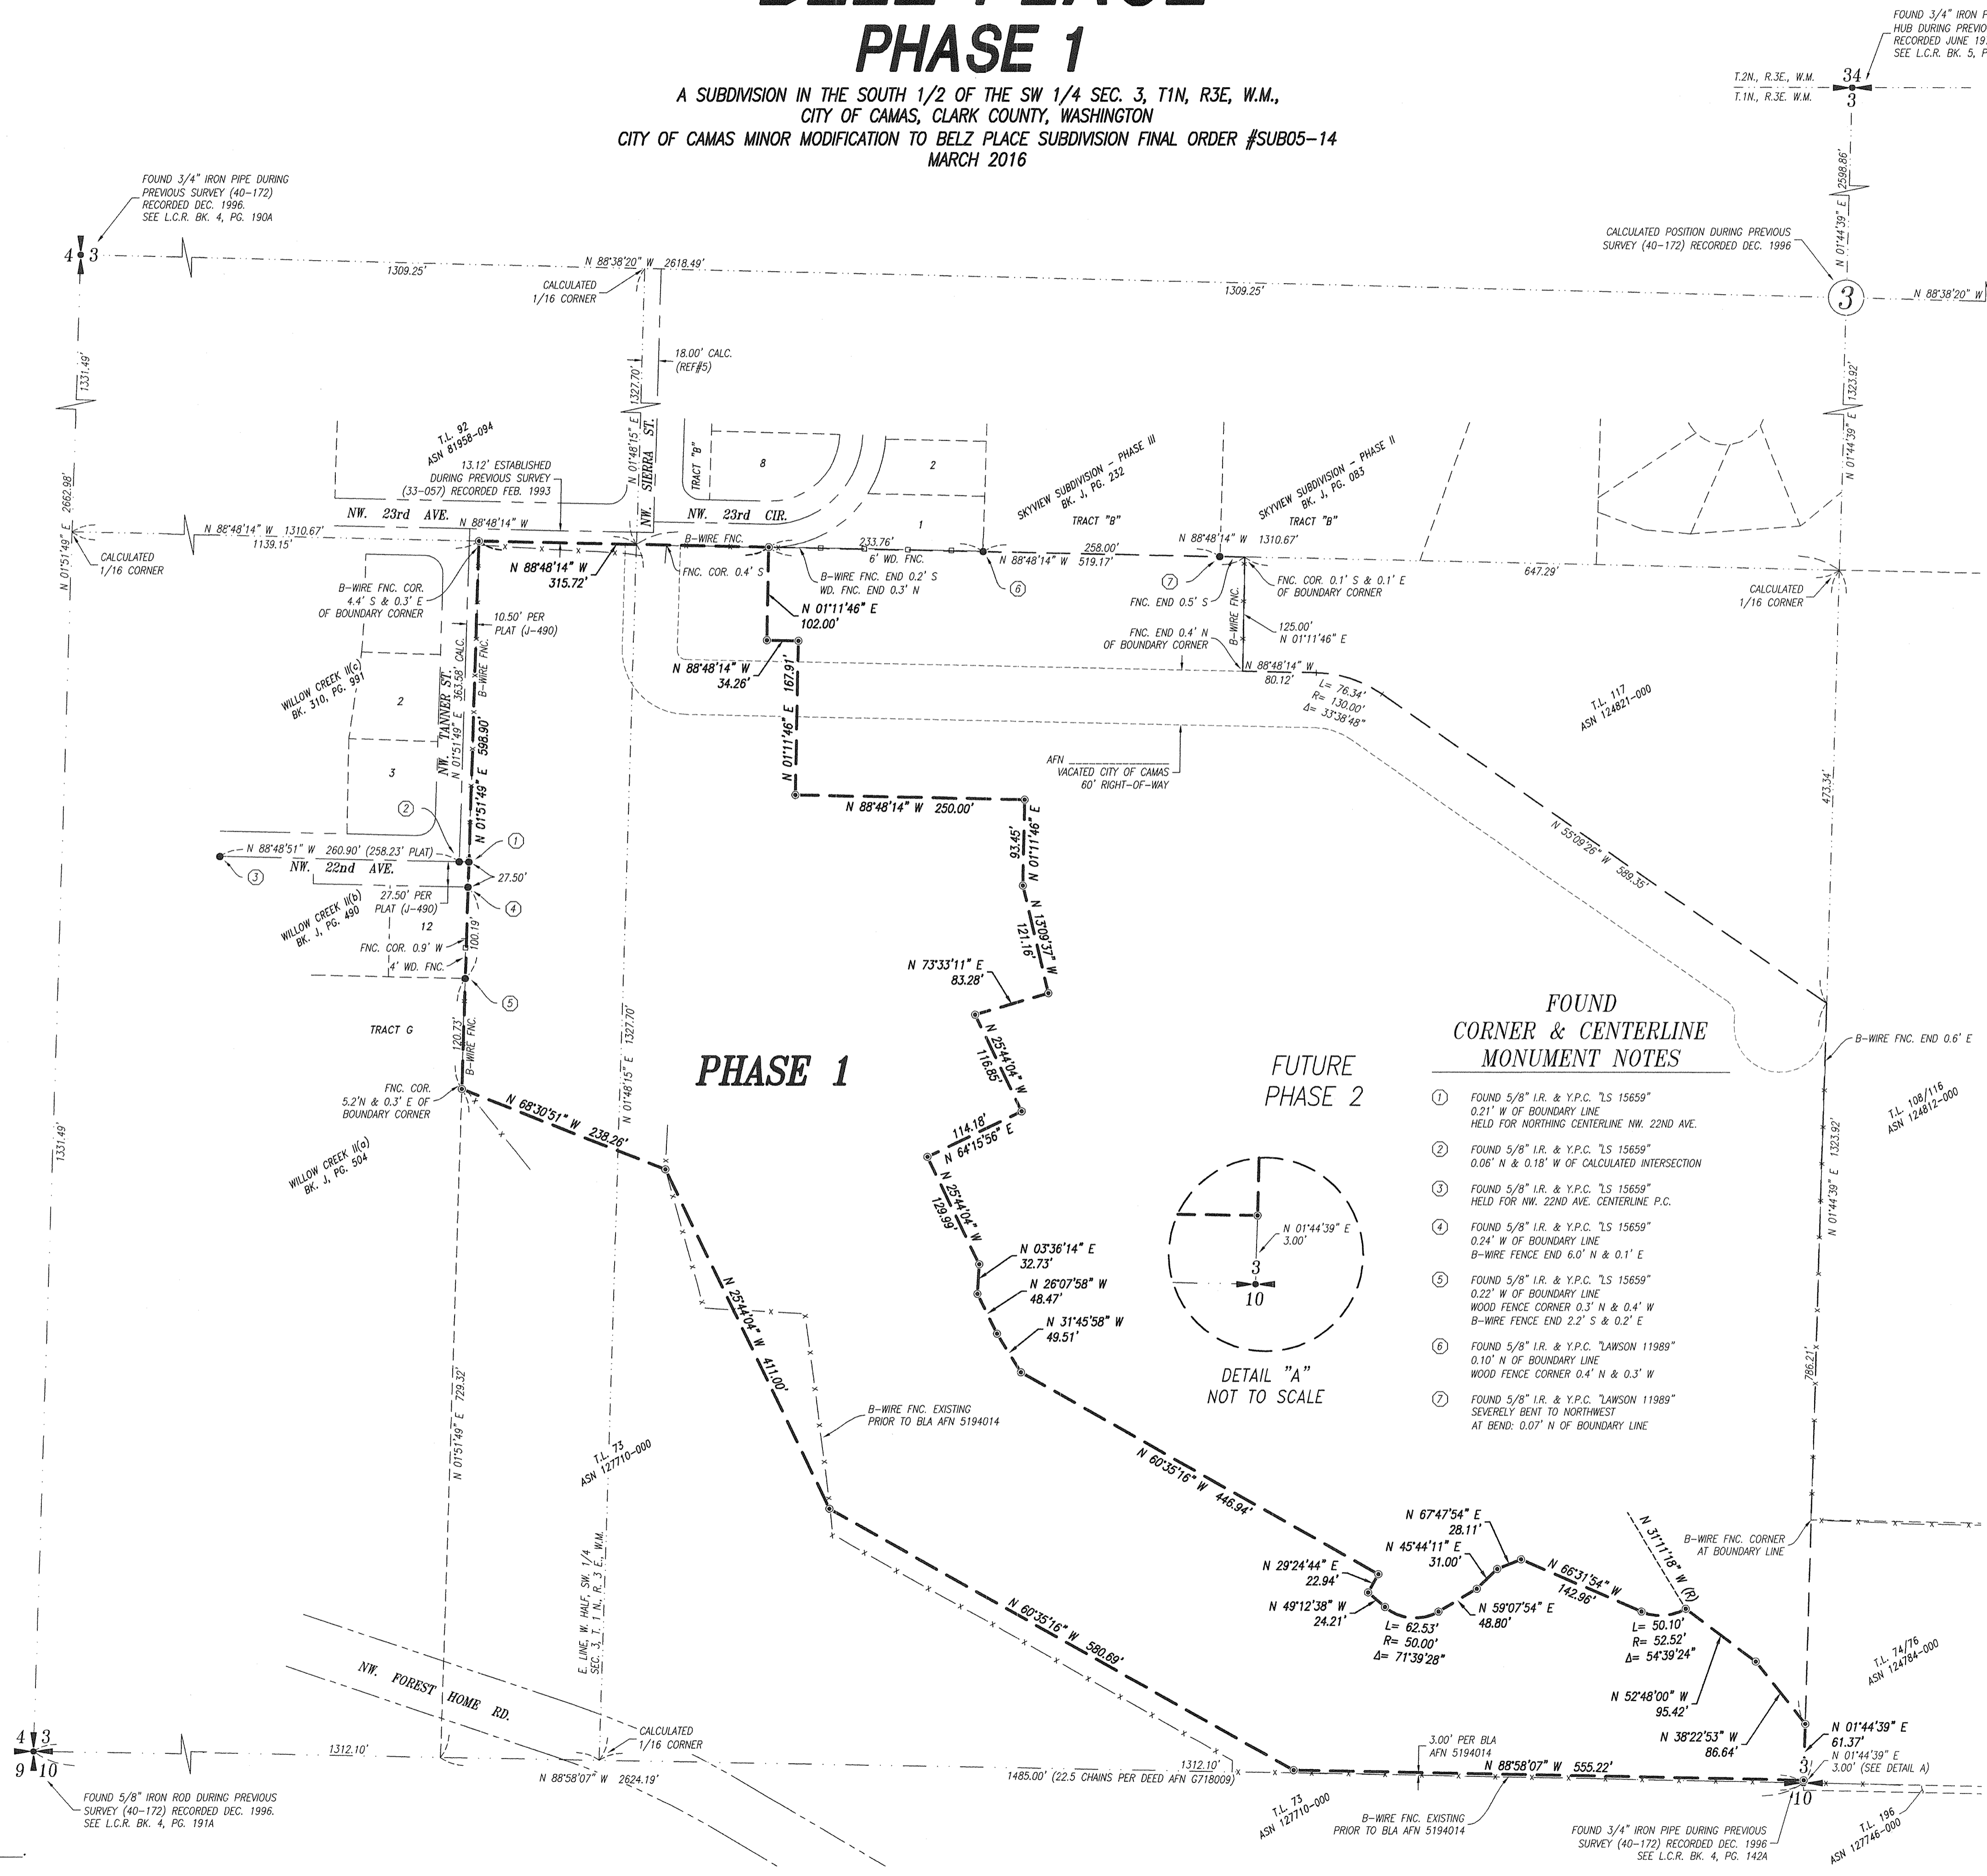 BELZ PLACE
PHASE 1
A SUBDIVISION IN THE SOUTH 1/2 OF THE SW 1/4 SEC. 3, T1N, R3E, W.M.,
CITY OF CAMAS, CLARK COUNTY, WASHINGTON
CITY OF CAMAS MINOR MODIFICATION TO BELZ PLACE SUBDIVISION FINAL ORDER #SUB05-14
MARCH 2016
FOUND 3/4" IRON P
HUB DURING PREVIO
RECORDED JUNE 19
SEE L.C.R. BK. 5, P
T.2N., R.3E., W.M.
T.1N., R.3E. W.M.
34
3
N 01°44'39" E 2598.86'
FOUND 3/4" IRON PIPE DURING
PREVIOUS SURVEY (40-172)
RECORDED DEC. 1996.
SEE L.C.R. BK. 4, PG. 190A
4 3
1309.25'
N 88°38'20" W 2618.49'
CALCULATED
1/16 CORNER
1309.25'
CALCULATED POSITION DURING PREVIOUS
SURVEY (40-172) RECORDED DEC. 1996
3
N 88°38'20" W
1331.49'
N 01°51'49" E 2662.98'
18.00' CALC.
(REF#5)
N 01°48'15" E 1327.70'
N 01°44'39" E 1323.92'
T.L. 92
ASN 81958-094
13.12' ESTABLISHED
DURING PREVIOUS SURVEY
(33-057) RECORDED FEB. 1993
NW. SIERRA ST.
TRACT "B"
8
2
1
SKYVIEW SUBDIVISION - PHASE III
BK. J, PG. 232
TRACT "B"
SKYVIEW SUBDIVISION - PHASE II
BK. J, PG. 083
TRACT "B"
NW. 23rd AVE.
NW. 23rd CIR.
N 88°48'14" W 1310.67'
1139.15'
N 88°48'14" W
CALCULATED
1/16 CORNER
N 88°48'14" W
315.72'
B-WIRE FNC.
FNC. COR. 0.4' S
233.76'
6' WD. FNC.
B-WIRE FNC. END 0.2' S
WD. FNC. END 0.3' N
6
258.00'
N 88°48'14" W 519.17'
N 88°48'14" W 1310.67'
7
FNC. END 0.5' S
FNC. COR. 0.1' S & 0.1' E
OF BOUNDARY CORNER
647.29'
CALCULATED
1/16 CORNER
B-WIRE FNC. COR.
4.4' S & 0.3' E
OF BOUNDARY CORNER
10.50' PER
PLAT (J-490)
N 01°11'46" E
102.00'
N 88°48'14" W
34.26'
N 01°11'46" E 167.91'
FNC. END 0.4' N
OF BOUNDARY CORNER
B-WIRE FNC.
125.00'
N 01°11'46" E
N 88°48'14" W
80.12'
L= 76.34'
R= 130.00'
Δ= 33°38'48"
T.L. 117
ASN 124821-000
WILLOW CREEK II(c)
BK. 310, PG. 991
2
3
NW. TANNER ST.
N 01°51'49" E 363.58' CALC.
N 01°51'49" E 598.90'
B-WIRE FNC.
AFN
VACATED CITY OF CAMAS
60' RIGHT-OF-WAY
473.34'
N 88°48'14" W 250.00'
93.45'
N 01°11'46" E
N 55°09'26" W 589.35'
2
1
N 88°48'51" W 260.90' (258.23' PLAT)
NW. 22nd AVE.
3
27.50'
27.50' PER
PLAT (J-490)
4
WILLOW CREEK II(b)
BK. J, PG. 490
12
FNC. COR. 0.9' W
4' WD. FNC.
100.19'
5
N 13°09'37" W
121.16'
N 73°33'11" E
83.28'
TRACT G
120.73'
B-WIRE FNC.
N 01°48'15" E 1327.70'
PHASE 1
N 25°44'04" W
116.85'
FUTURE
PHASE 2
FOUND
CORNER & CENTERLINE
MONUMENT NOTES
B-WIRE FNC. END 0.6' E
T.L. 108/116
ASN 124812-000
1 FOUND 5/8" I.R. & Y.P.C. "LS 15659"
0.21' W OF BOUNDARY LINE
HELD FOR NORTHING CENTERLINE NW. 22ND AVE.
2 FOUND 5/8" I.R. & Y.P.C. "LS 15659"
0.06' N & 0.18' W OF CALCULATED INTERSECTION
3 FOUND 5/8" I.R. & Y.P.C. "LS 15659"
HELD FOR NW. 22ND AVE. CENTERLINE P.C.
4 FOUND 5/8" I.R. & Y.P.C. "LS 15659"
0.24' W OF BOUNDARY LINE
B-WIRE FENCE END 6.0' N & 0.1' E
5 FOUND 5/8" I.R. & Y.P.C. "LS 15659"
0.22' W OF BOUNDARY LINE
WOOD FENCE CORNER 0.3' N & 0.4' W
B-WIRE FENCE END 2.2' S & 0.2' E
6 FOUND 5/8" I.R. & Y.P.C. "LAWSON 11989"
0.10' N OF BOUNDARY LINE
WOOD FENCE CORNER 0.4' N & 0.3' W
7 FOUND 5/8" I.R. & Y.P.C. "LAWSON 11989"
SEVERELY BENT TO NORTHWEST
AT BEND: 0.07' N OF BOUNDARY LINE
FNC. COR.
5.2'N & 0.3' E OF
BOUNDARY CORNER
N 68°30'51" W 238.26'
WILLOW CREEK II(a)
BK. J, PG. 504
1331.49'
114.18'
N 64°15'56" E
N 25°44'04" W
129.99'
N 03°36'14" E
32.73'
N 26°07'58" W
48.47'
N 31°45'58" W
49.51'
N 01°44'39" E
3.00'
3
10
DETAIL "A"
NOT TO SCALE
N 01°44'39" E 1323.92'
786.21'
N 25°44'04" W 411.00'
B-WIRE FNC. EXISTING
PRIOR TO BLA AFN 5194014
N 01°51'49" E 729.32'
T.L. 73
ASN 127710-000
N 60°35'16" W 446.94'
E. LINE, W. HALF, SW. 1/4
SEC. 3, T. 1 N., R. 3 E., W.M.
N 29°24'44" E
22.94'
N 49°12'38" W
24.21'
L= 62.53'
R= 50.00'
Δ= 71°39'28"
N 67°47'54" E
28.11'
N 45°44'11" E
31.00'
N 59°07'54" E
48.80'
N 66°31'54" W
142.96'
N 31°11'18" W (R)
B-WIRE FNC. CORNER
AT BOUNDARY LINE
L= 50.10'
R= 52.52'
Δ= 54°39'24"
N 52°48'00" W
95.42'
N 38°22'53" W
86.64'
T.L. 74/76
ASN 124784-000
N 60°35'16" W 580.69'
NW. FOREST HOME RD.
4 3
9 10
1312.10'
CALCULATED
1/16 CORNER
N 88°58'07" W 2624.19'
1312.10'
1485.00' (22.5 CHAINS PER DEED AFN G718009)
3.00' PER BLA
AFN 5194014
N 88°58'07" W 555.22'
N 01°44'39" E
61.37'
N 01°44'39" E
3.00' (SEE DETAIL A)
3
10
FOUND 5/8" IRON ROD DURING PREVIOUS
SURVEY (40-172) RECORDED DEC. 1996.
SEE L.C.R. BK. 4, PG. 191A
T.L. 73
ASN 127710-000
B-WIRE FNC. EXISTING
PRIOR TO BLA AFN 5194014
FOUND 3/4" IRON PIPE DURING PREVIOUS
SURVEY (40-172) RECORDED DEC. 1996
SEE L.C.R. BK. 4, PG. 142A
T.L. 196
ASN 127746-000